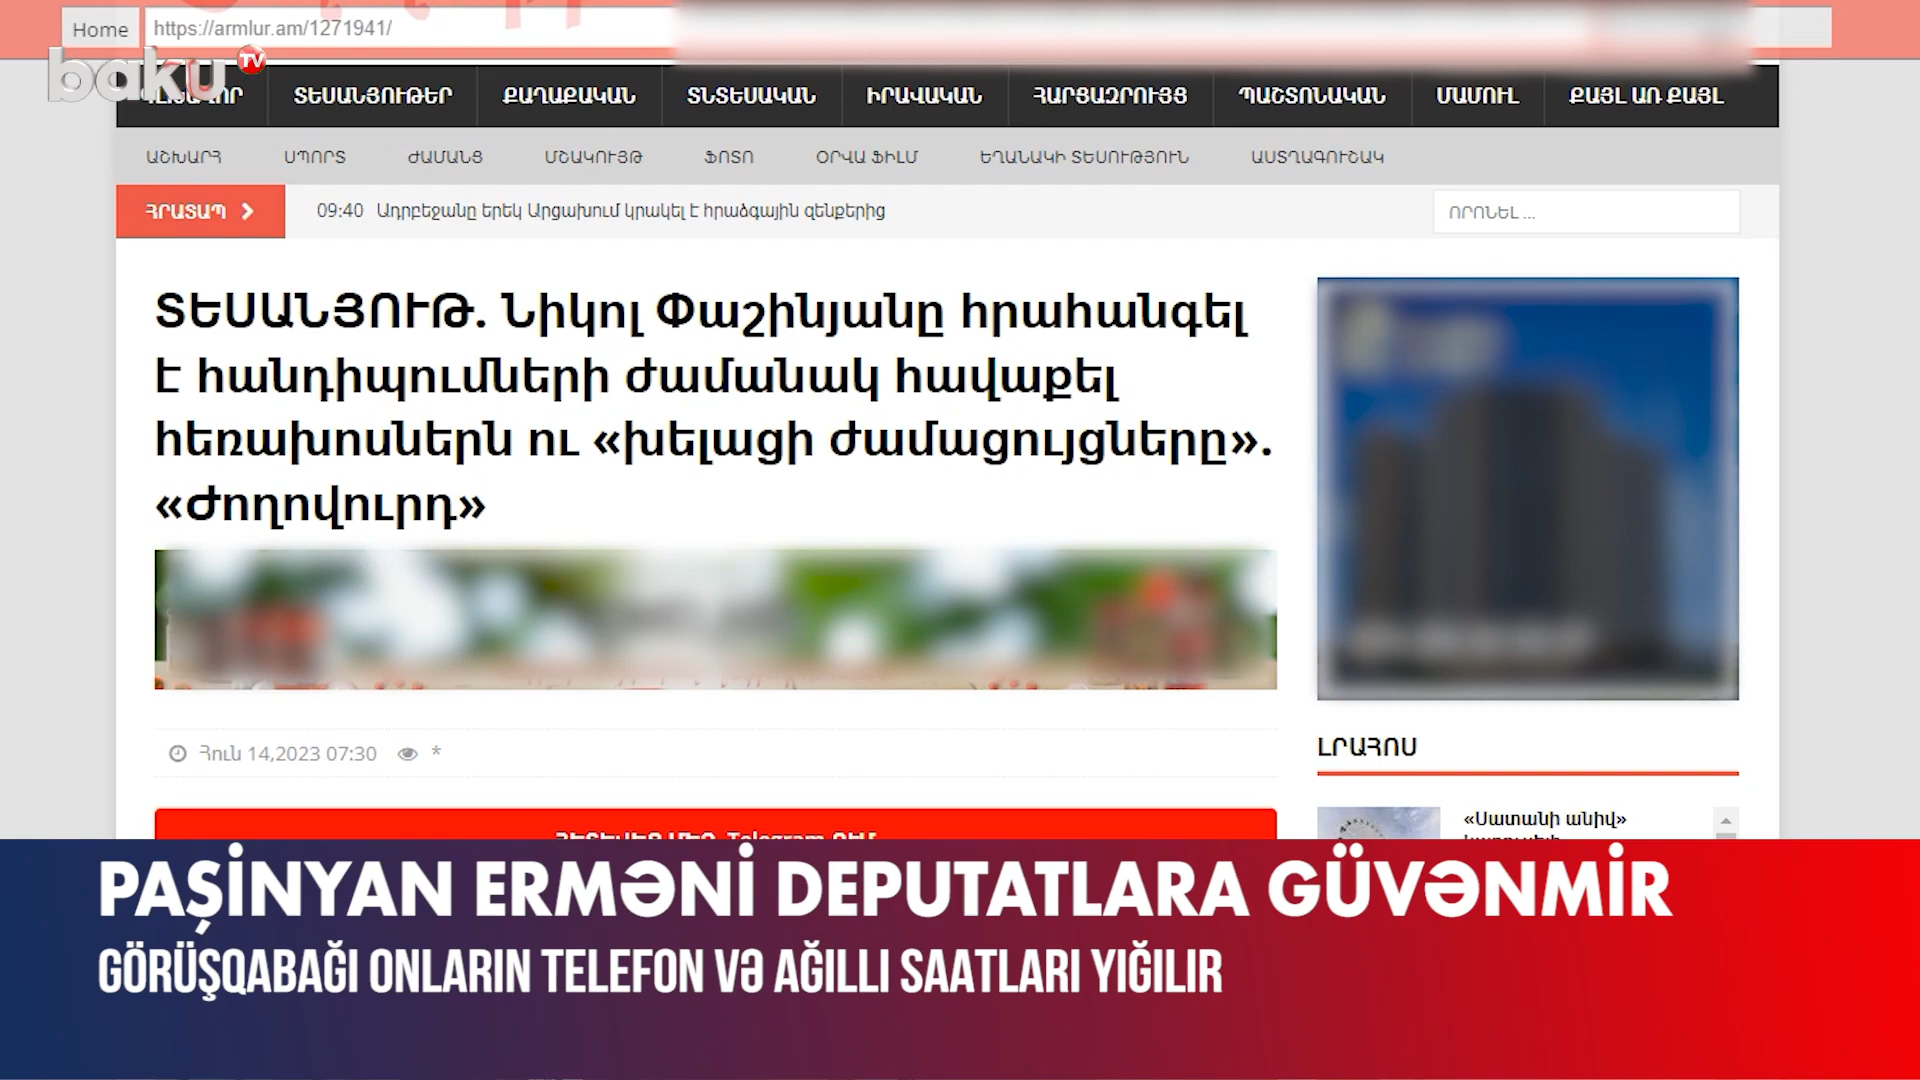 Home
https://armlur.am/1271941/
baku TV
ՏԵՍԱՆՅՈՒԹԵՐ
ՔԱՂԱՔԱԿԱՆ
ՏՆՏԵՍԱԿԱՆ
ԻՐԱՎԱԿԱՆ
ՀԱՐՑԱԶՐՈՒՅՑ
ՊԱՇՏՈՆԱԿԱՆ
ՄԱՄՈՒԼ
ՔԱՅԼ ԱՌ ՔԱՅԼ
ԱՇԽԱՐՀ
ՍՊՈՐՏ
ԺԱՄԱՆՑ
ՄՇԱԿՈՒՅԹ
ՖՈՏՈ
ՕՐՎԱ ՖԻԼՄ
ԵՂԱՆԱԿԻ ՏԵՍՈՒԹՅՈՒՆ
ԱՍՏՂԱԳՈՒՇԱԿ
ՀՐԱՏԱՊ
09:40 Ադրբեջանը երեկ Արցախում կրակել է հրաձգային զենքերից
ՈՐՈՆԵԼ ...
ՏԵՍԱՆՅՈՒԹ. Նիկոլ Փաշինյանը հրահանգել
է հանդիպումների ժամանակ հավաքել
հեռախոսներն ու «խելացի ժամացույցները».
«Ժողովուրդ»
Հուն 14,2023 07:30 *
ԼՐԱՀՈՍ
«Սատանի անիվ»
PAŞİNYAN ERMƏNİ DEPUTATLARA GÜVƏNMİR
GÖRÜŞQABAĞI ONLARIN TELEFON VƏ AĞILLI SAATLARI YIĞILIR